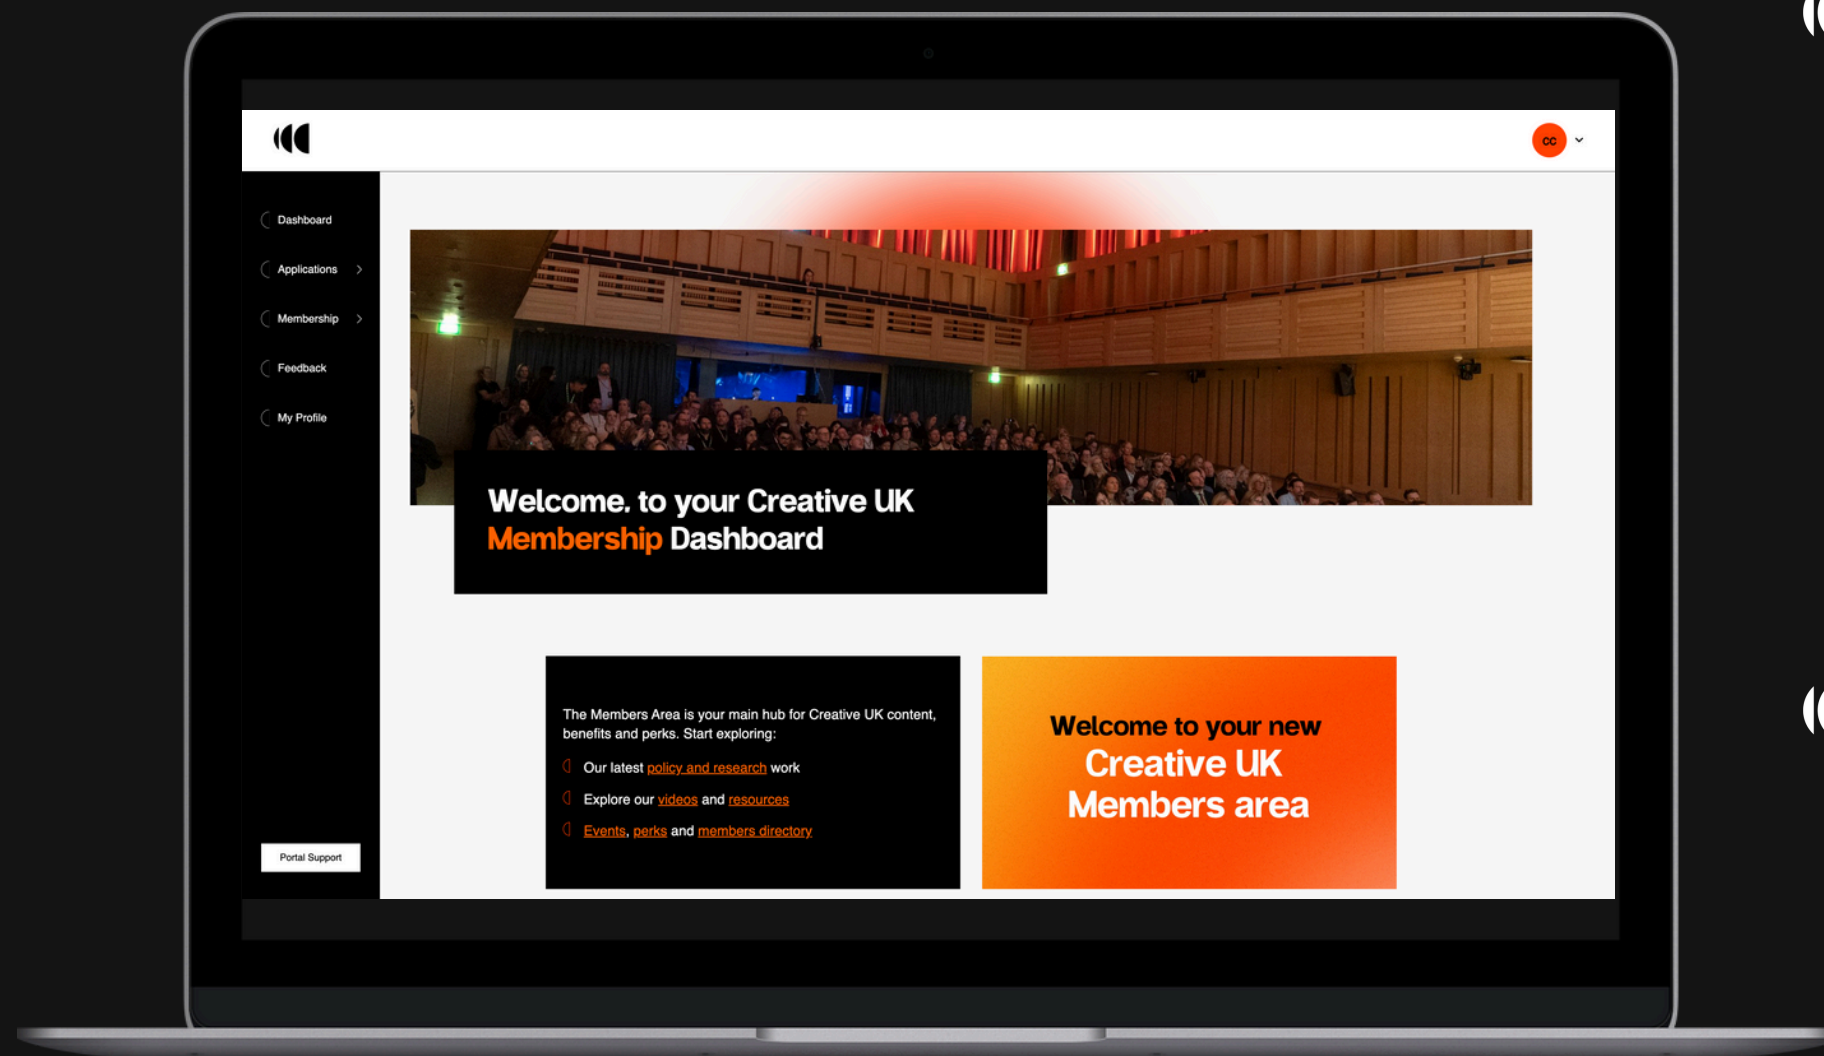 CC
Dashboard
Applications
Membership
Feedback
My Profile
Portal Support
Welcome. to your Creative UK
Membership Dashboard
The Members Area is your main hub for Creative UK content,
benefits and perks. Start exploring:
Our latest policy and research work
Explore our videos and resources
Events, perks and members directory
Welcome to your new
Creative UK
Members area